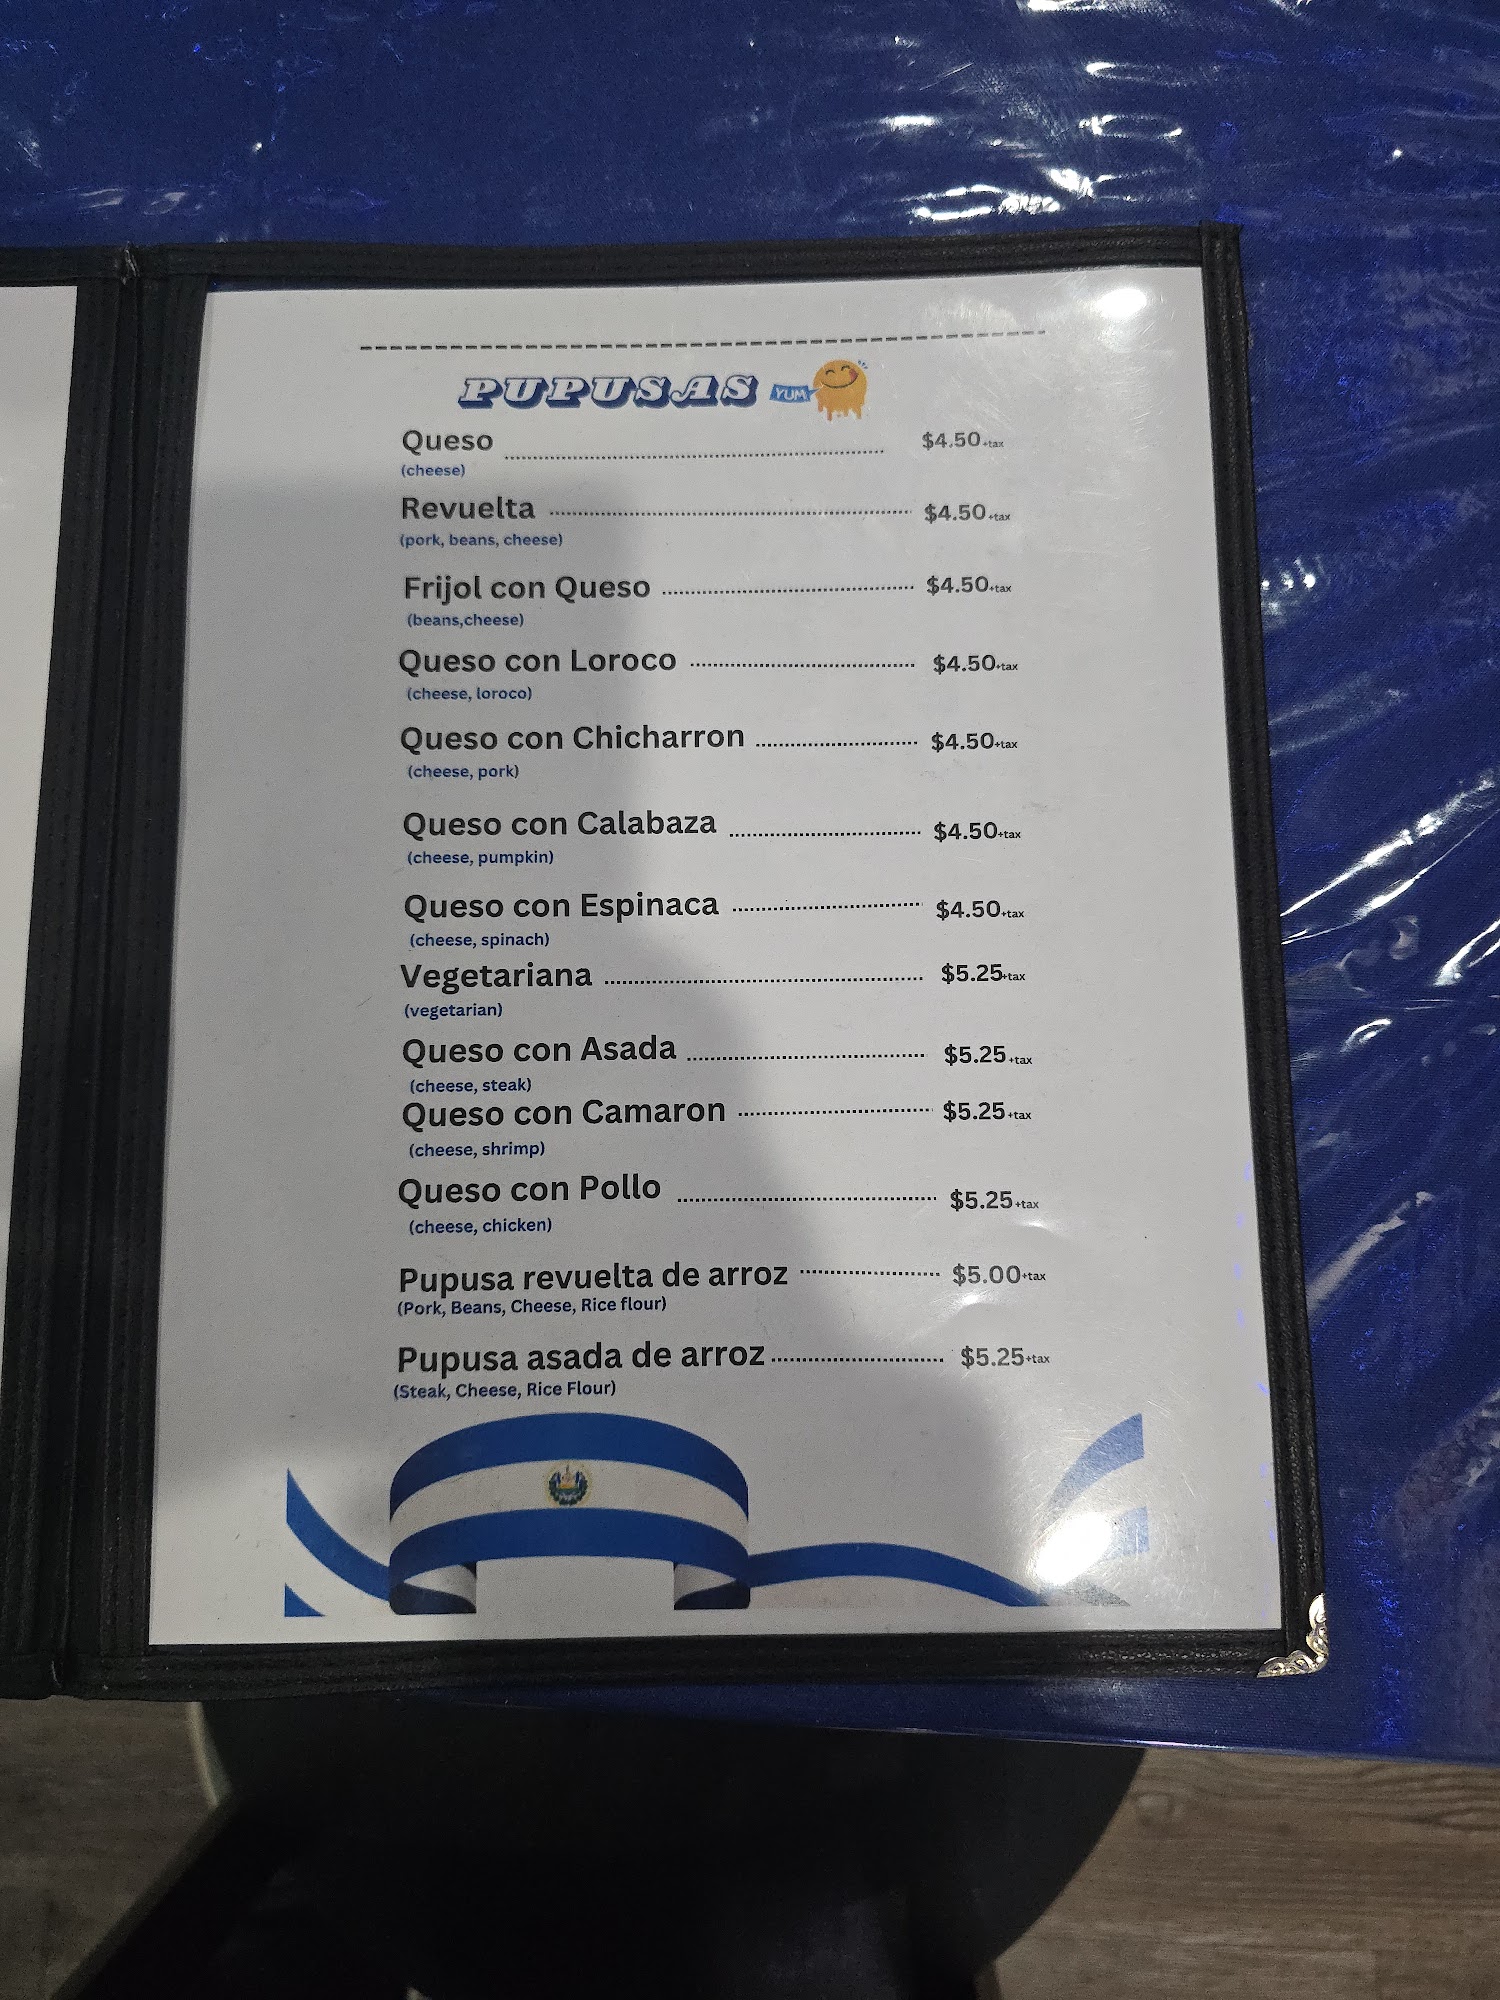 PUPUSAS YUM
Queso $4.50+tax
(cheese)
Revuelta $4.50+tax
(pork, beans, cheese)
Frijol con Queso $4.50+tax
(beans,cheese)
Queso con Loroco $4.50+tax
(cheese, loroco)
Queso con Chicharron $4.50+tax
(cheese, pork)
Queso con Calabaza $4.50+tax
(cheese, pumpkin)
Queso con Espinaca $4.50+tax
(cheese, spinach)
Vegetariana $5.25+tax
(vegetarian)
Queso con Asada $5.25+tax
(cheese, steak)
Queso con Camaron $5.25+tax
(cheese, shrimp)
Queso con Pollo $5.25+tax
(cheese, chicken)
Pupusa revuelta de arroz $5.00+tax
(Pork, Beans, Cheese, Rice flour)
Pupusa asada de arroz $5.25+tax
(Steak, Cheese, Rice Flour)